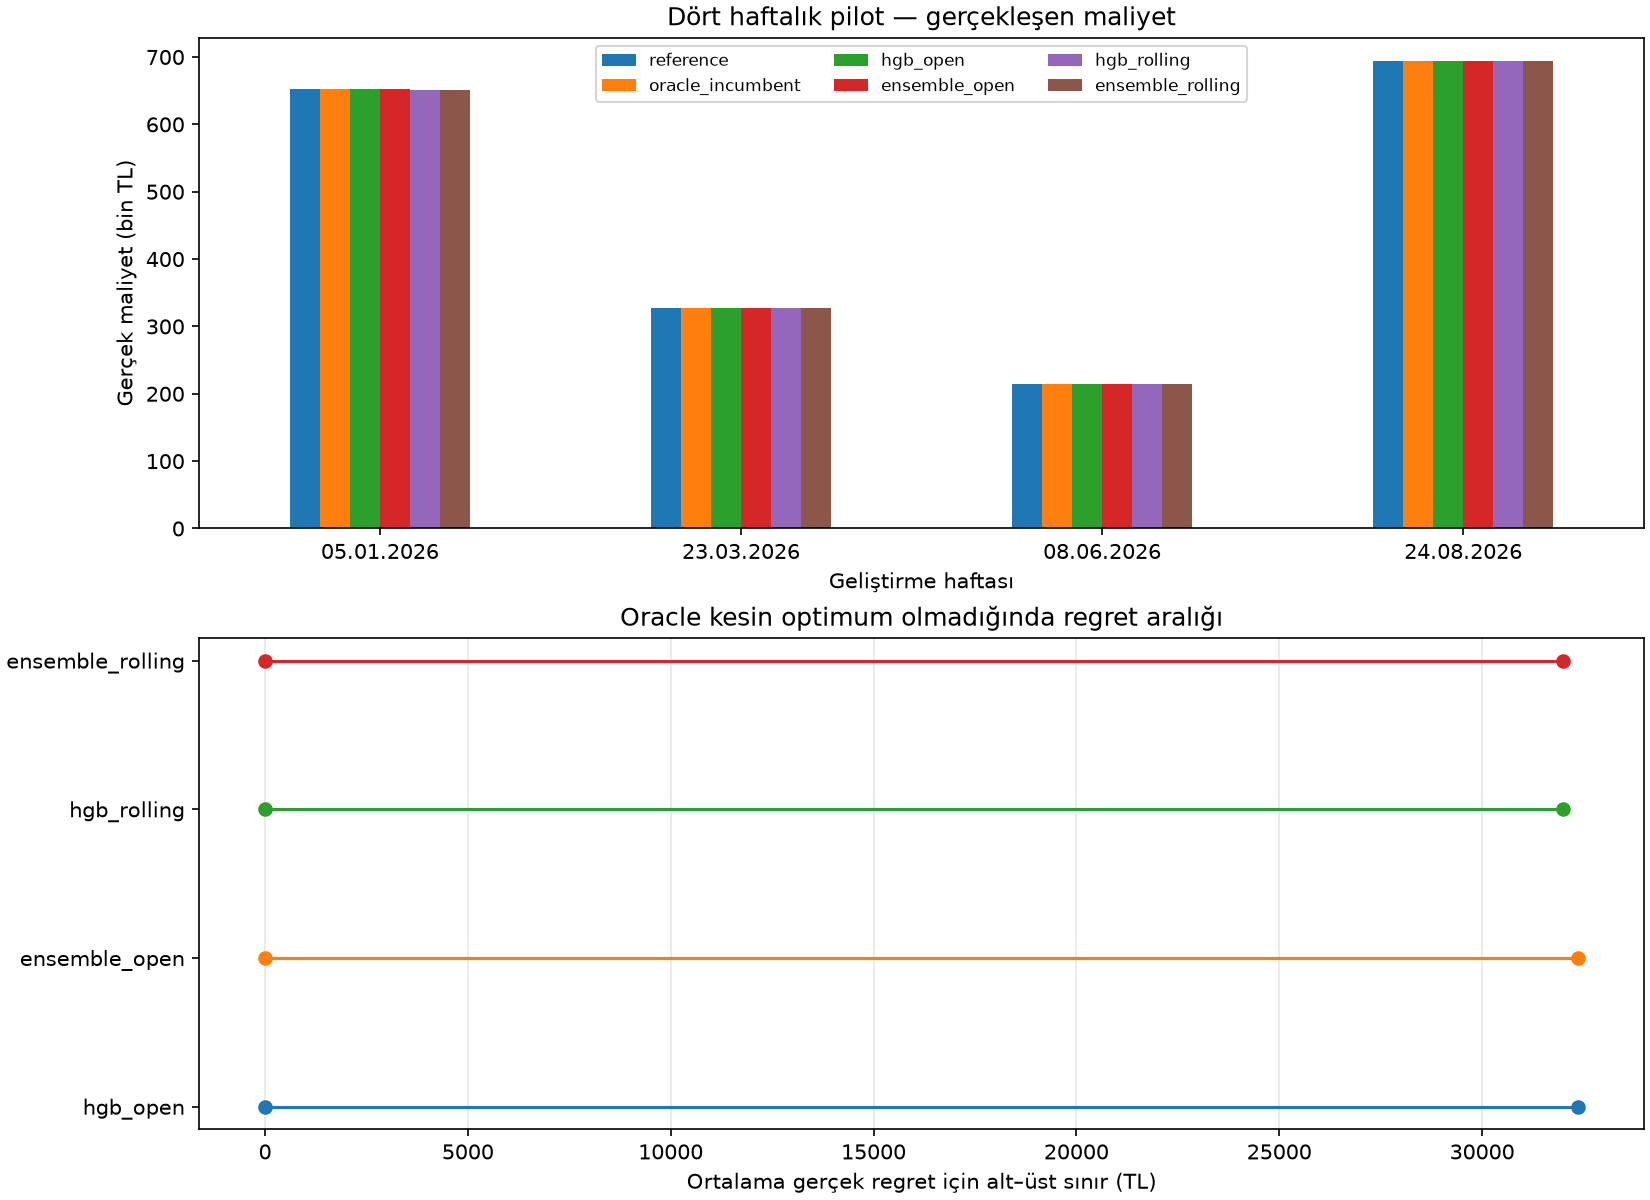 Dört haftalık pilot — gerçekleşen maliyet
Gerçek maliyet (bin TL)
700
600
500
400
300
200
100
0
reference
oracle_incumbent
hgb_open
ensemble_open
hgb_rolling
ensemble_rolling
05.01.2026
23.03.2026
08.06.2026
24.08.2026
Geliştirme haftası
Oracle kesin optimum olmadığında regret aralığı
ensemble_rolling
hgb_rolling
ensemble_open
hgb_open
0
5000
10000
15000
20000
25000
30000
Ortalama gerçek regret için alt–üst sınır (TL)